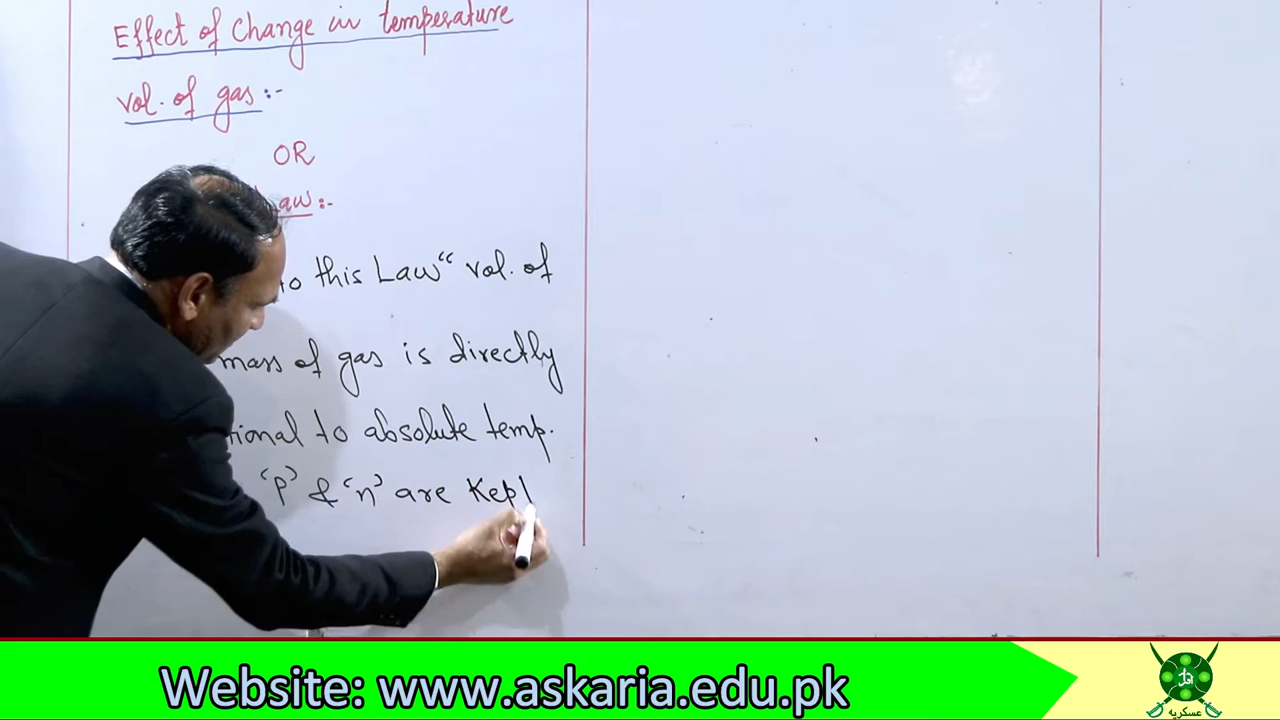 Effect of Change in temperature
vol. of gas :-
OR
Law :-
to this Law " vol. of
mass of gas is directly
tional to absolute temp.
'p' & 'n' are Kept
Website: www.askaria.edu.pk
عسکریہ